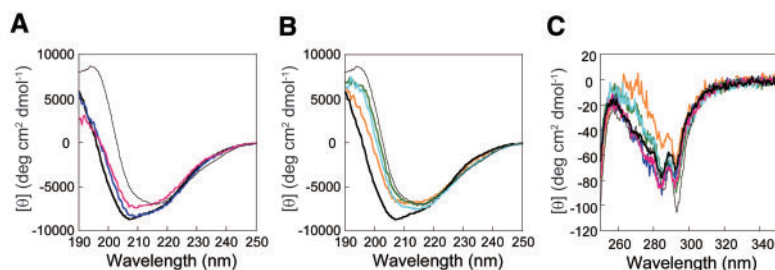 A
B
C
10000
5000
0
-5000
-10000
[θ] (deg cm² dmol⁻¹)
190 200 210 220 230 240 250
Wavelength (nm)
10000
5000
0
-5000
-10000
[θ] (deg cm² dmol⁻¹)
190 200 210 220 230 240 250
Wavelength (nm)
20
0
-20
-40
-60
-80
-100
-120
[θ] (deg cm² dmol⁻¹)
260 280 300 320 340
Wavelength (nm)